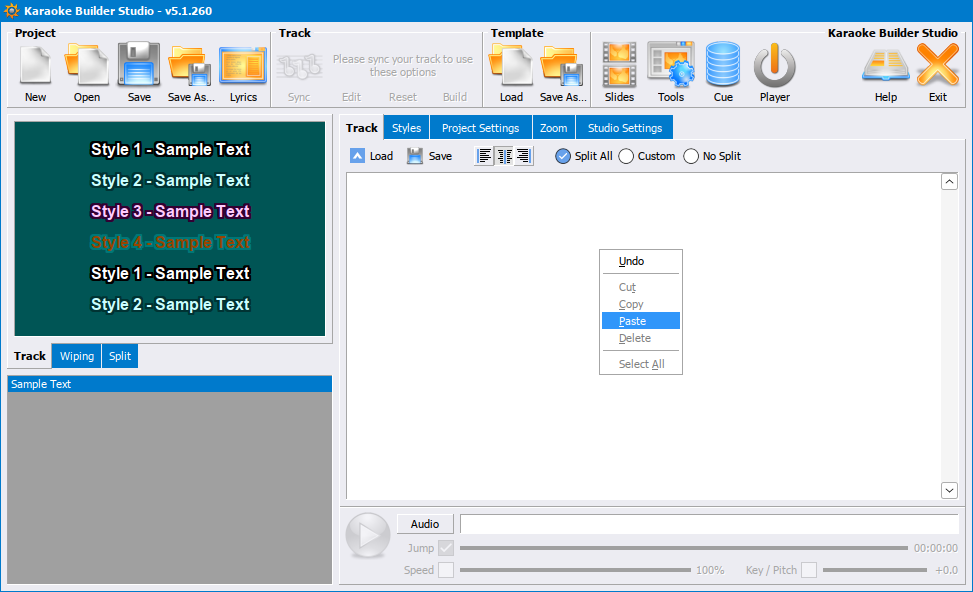 Karaoke Builder Studio - v5.1.260
Project
Track
Template
Karaoke Builder Studio
Please sync your track to use
these options
New
Open
Save
Save As...
Lyrics
Sync
Edit
Reset
Build
Load
Save As...
Slides
Tools
Cue
Player
Help
Exit
Style 1 - Sample Text
Style 2 - Sample Text
Style 3 - Sample Text
Style 4 - Sample Text
Style 1 - Sample Text
Style 2 - Sample Text
Track
Wiping
Split
Sample Text
Track
Styles
Project Settings
Zoom
Studio Settings
Load
Save
Split All
Custom
No Split
Undo
Cut
Copy
Paste
Delete
Select All
Audio
Jump
00:00:00
Speed
100%
Key / Pitch
+0.0